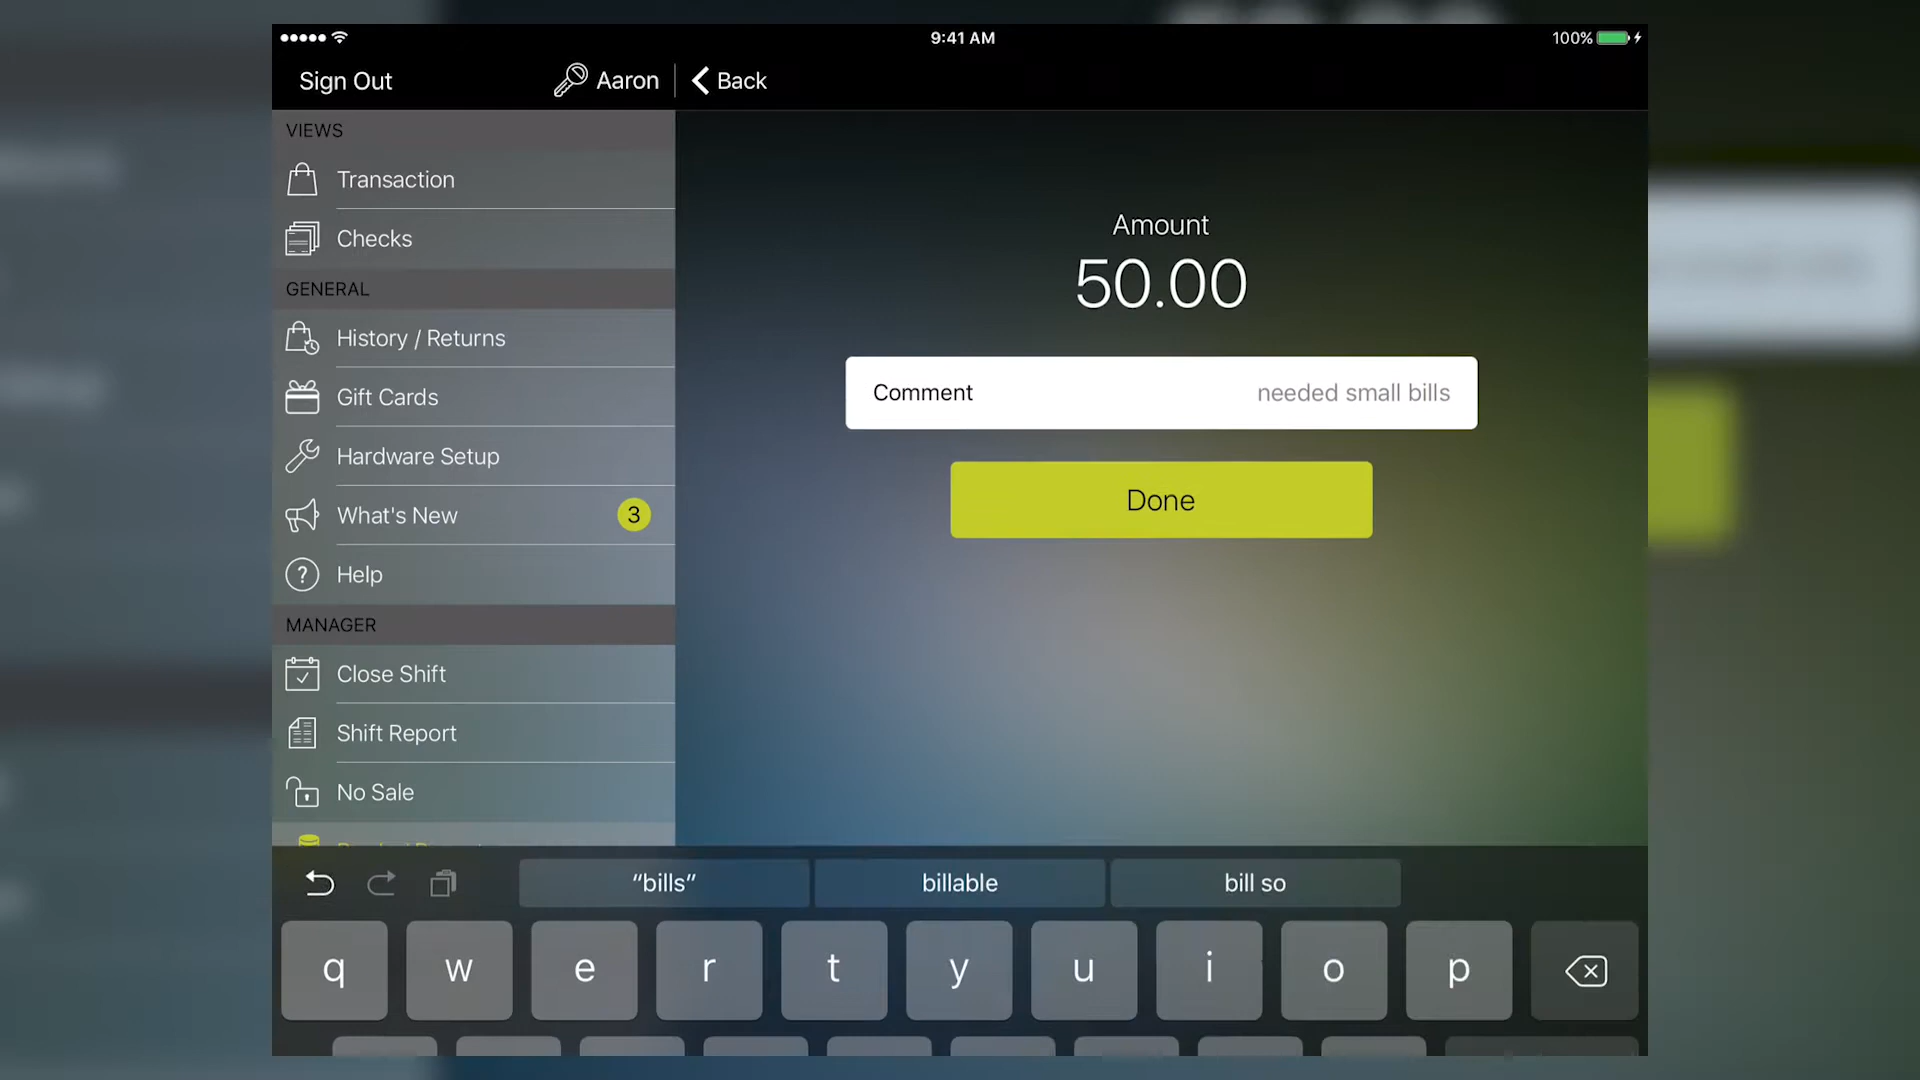 9:41 AM
100%
Sign Out
Aaron
Back
VIEWS
Transaction
Checks
GENERAL
History / Returns
Gift Cards
Hardware Setup
What's New
3
Help
MANAGER
Close Shift
Shift Report
No Sale
Amount
50.00
Comment
needed small bills
Done
“bills”
billable
bill so
q w e r t y u i o p